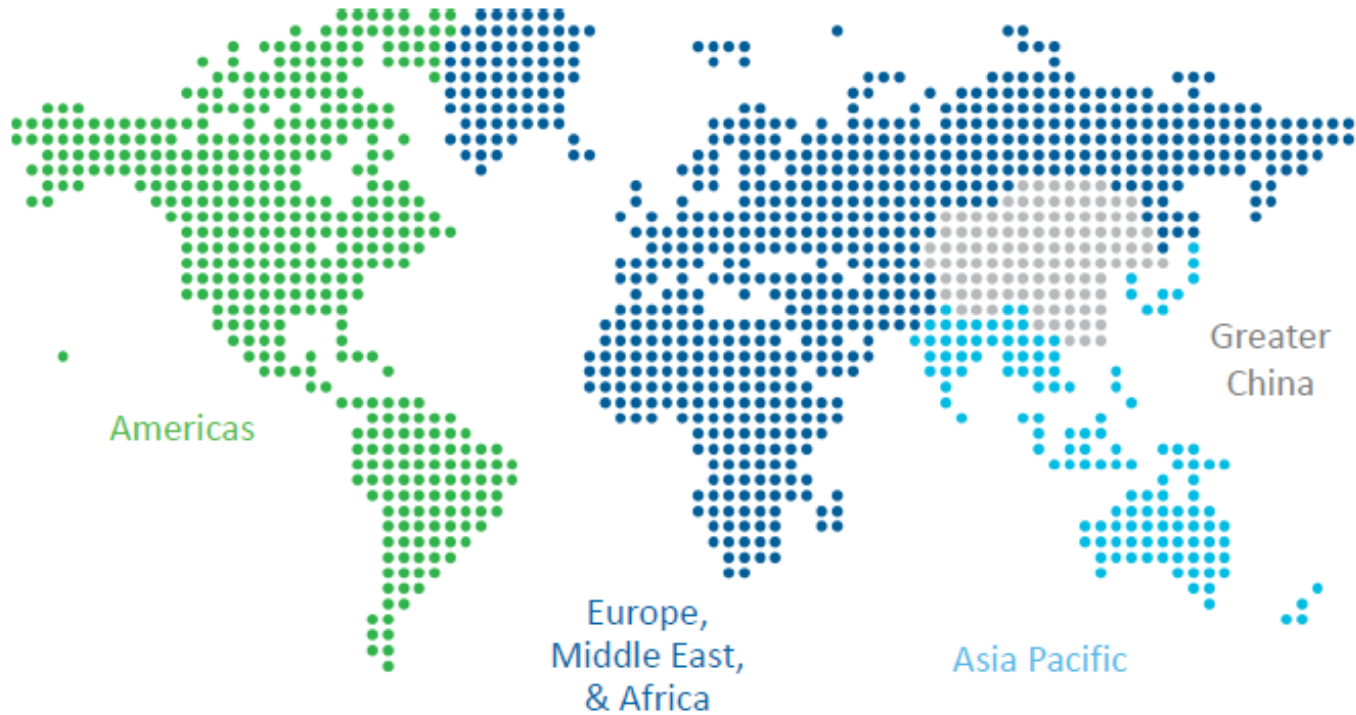 Greater
China
Americas
Europe,
Middle East,
& Africa
Asia Pacific